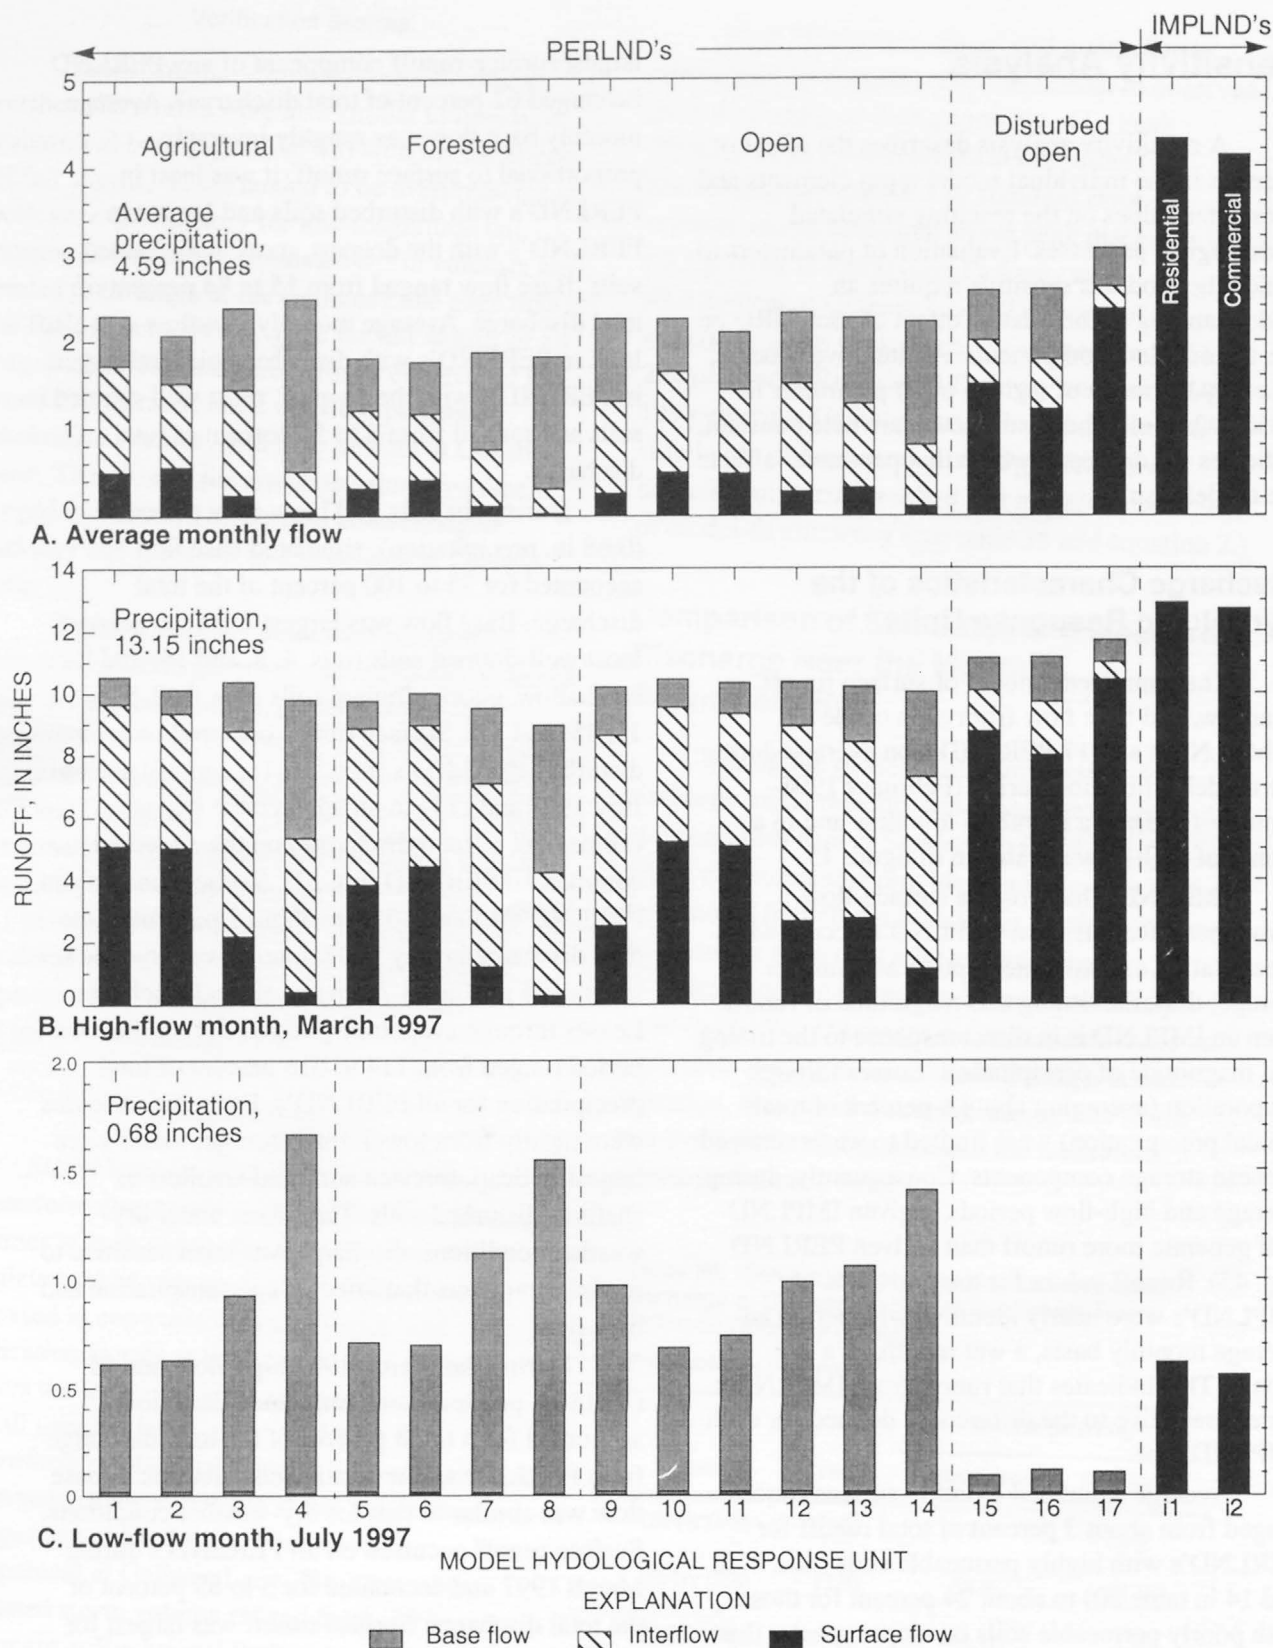 PERLND's
IMPLND's
5
4
3
2
1
0
Agricultural
Forested
Open
Disturbed
open
Average
precipitation,
4.59 inches
Residential
Commercial
A. Average monthly flow
RUNOFF, IN INCHES
14
12
10
8
6
4
2
0
Precipitation,
13.15 inches
B. High-flow month, March 1997
2.0
1.5
1.0
0.5
0
Precipitation,
0.68 inches
1 2 3 4 5 6 7 8 9 10 11 12 13 14 15 16 17 i1 i2
C. Low-flow month, July 1997
MODEL HYDOLOGICAL RESPONSE UNIT
EXPLANATION
Base flow Interflow Surface flow